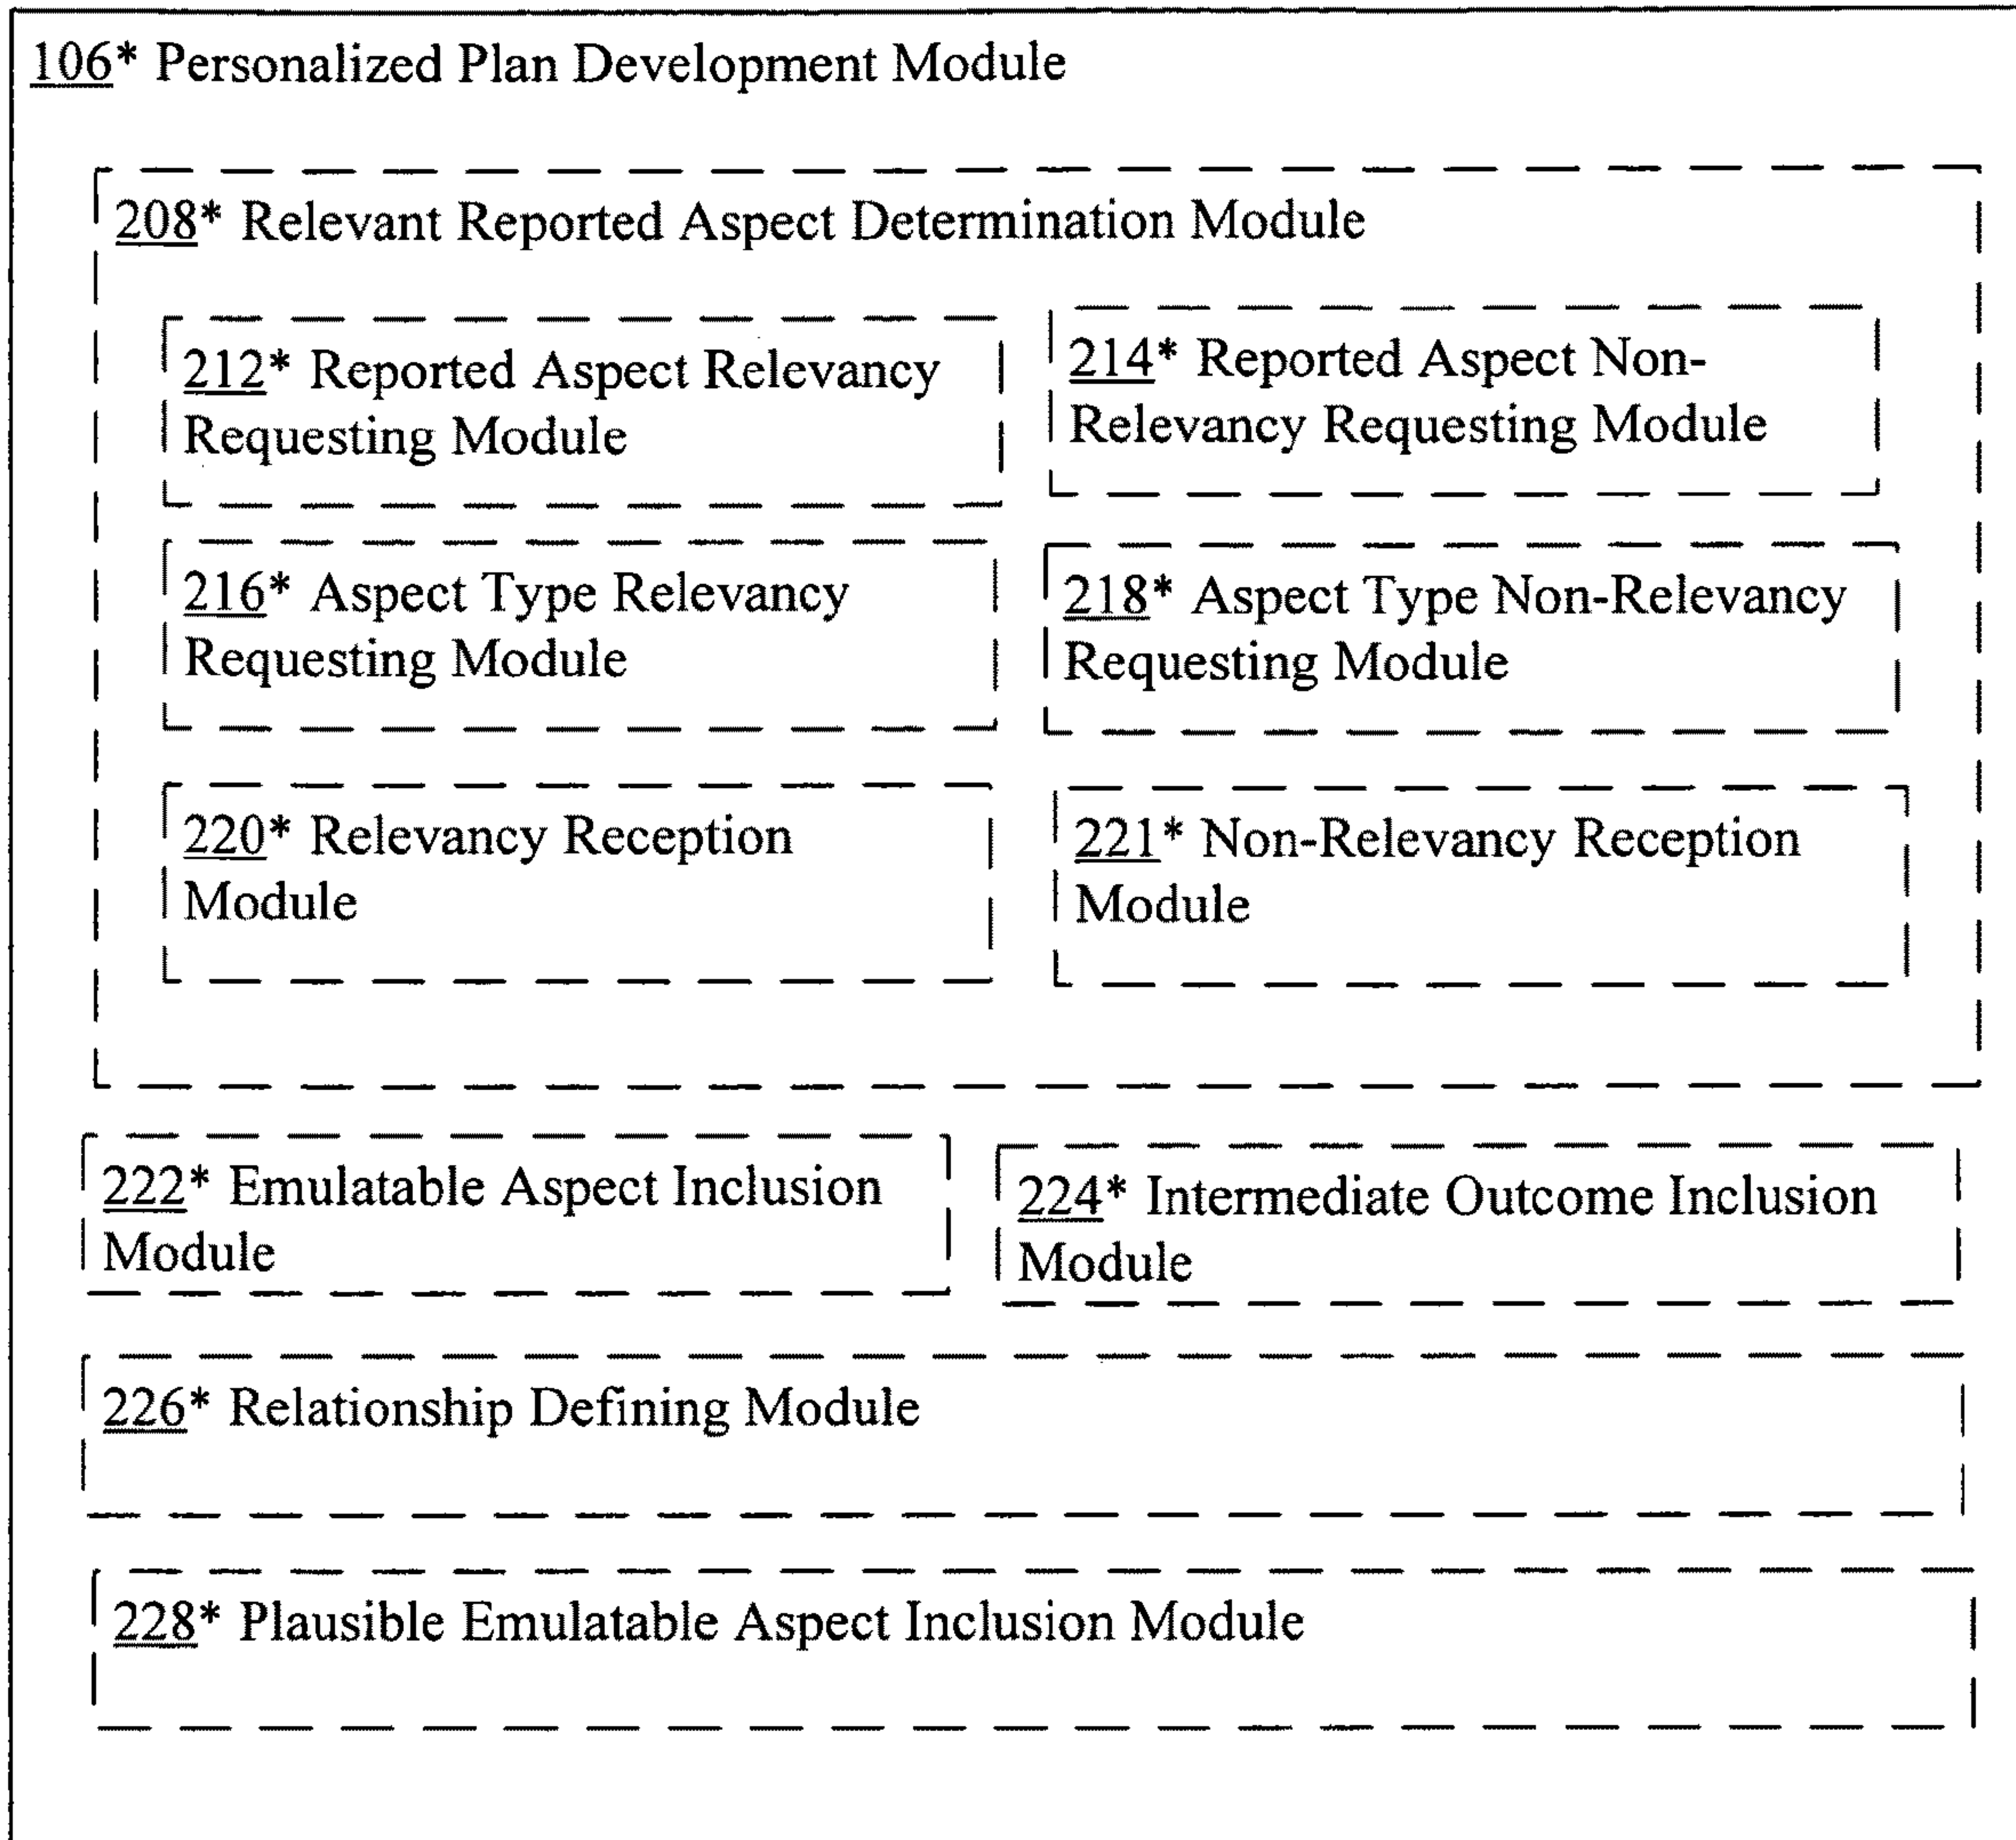 106* Personalized Plan Development Module
208* Relevant Reported Aspect Determination Module
212* Reported Aspect Relevancy
Requesting Module
214* Reported Aspect Non-
Relevancy Requesting Module
216* Aspect Type Relevancy
Requesting Module
218* Aspect Type Non-Relevancy
Requesting Module
220* Relevancy Reception
Module
221* Non-Relevancy Reception
Module
222* Emulatable Aspect Inclusion
Module
224* Intermediate Outcome Inclusion
Module
226* Relationship Defining Module
228* Plausible Emulatable Aspect Inclusion Module